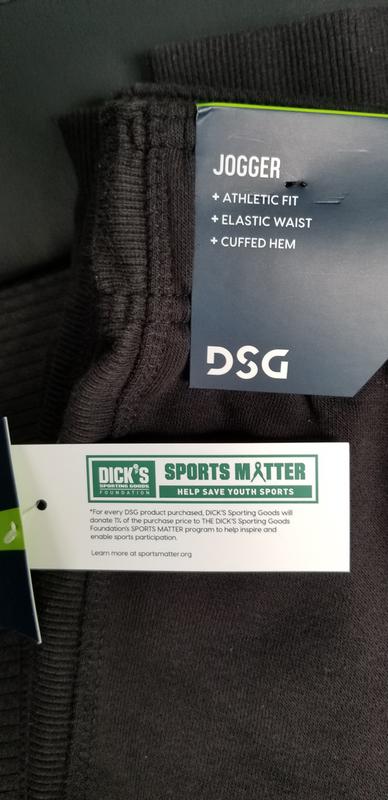 JOGGER
+ ATHLETIC FIT
+ ELASTIC WAIST
+ CUFFED HEM
DSG
DICK'S
SPORTING GOODS
FOUNDATION
SPORTS MATTER
HELP SAVE YOUTH SPORTS
*For every DSG product purchased, DICK'S Sporting Goods will
donate 1% of the purchase price to THE DICK'S Sporting Goods
Foundation's SPORTS MATTER program to help inspire and
enable sports participation.
Learn more at sportsmatter.org